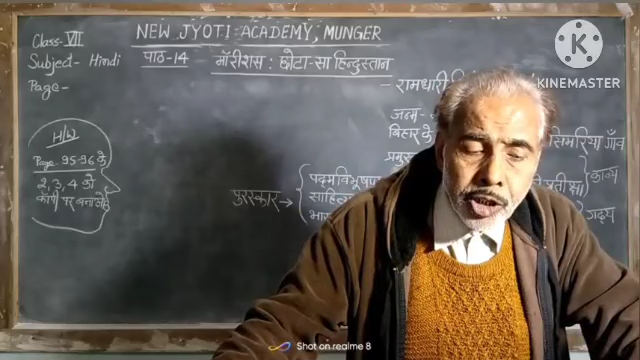 NEW JYOTI ACADEMY, MUNGER
Class- VII
Subject - Hindi
Page-
पाठ-14
मॉरीशस : छोटा-सा हिन्दुस्तान
- रामधारी
जन्म -
बिहार के
सिमरिया गाँव
H/W
Page 95-96 के
2, 3, 4 को
कॉपी पर
पुरस्कार →
पद्मविभूषण
काव्य
गद्य
KINEMASTER
Shot on realme 8